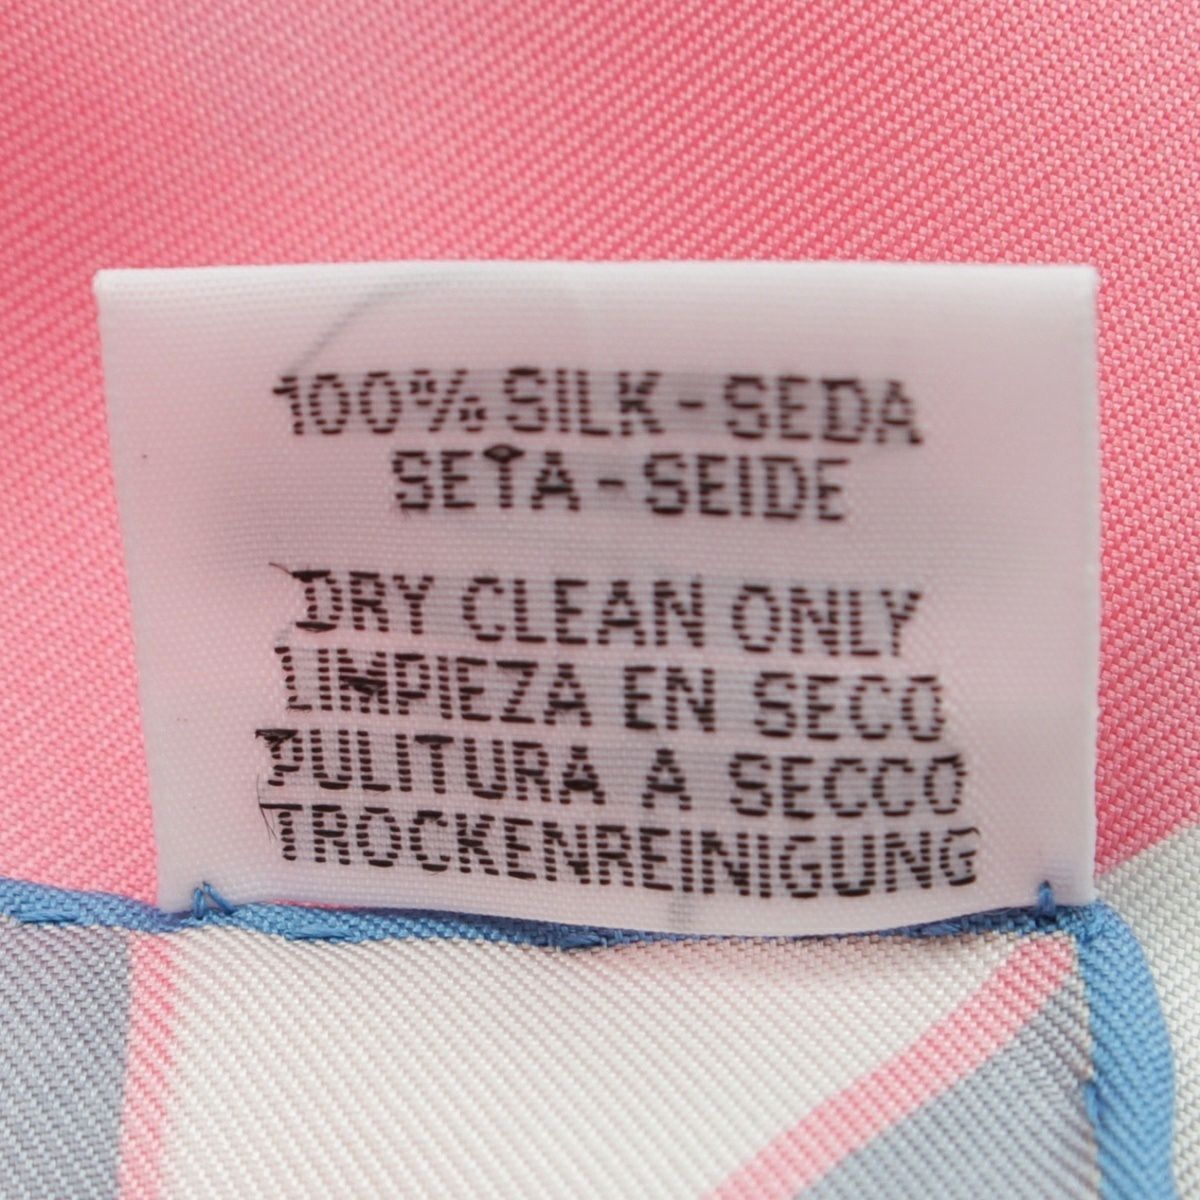 100% SILK - SEDA
SETA - SEIDE
DRY CLEAN ONLY
LIMPIEZA EN SECO
PULITURA A SECCO
TROCKENREINIGUNG